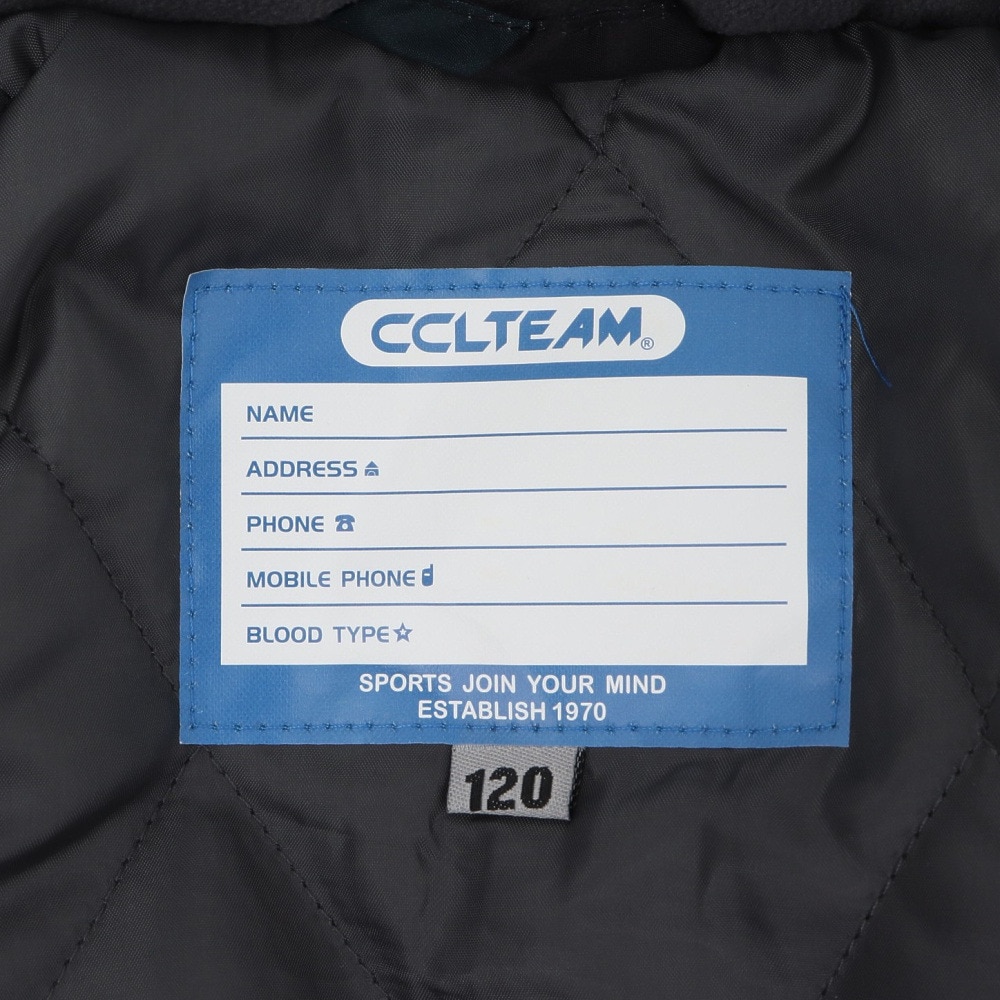 CCLTEAM®
NAME
ADDRESS
PHONE
MOBILE PHONE
BLOOD TYPE
SPORTS JOIN YOUR MIND
ESTABLISH 1970
120